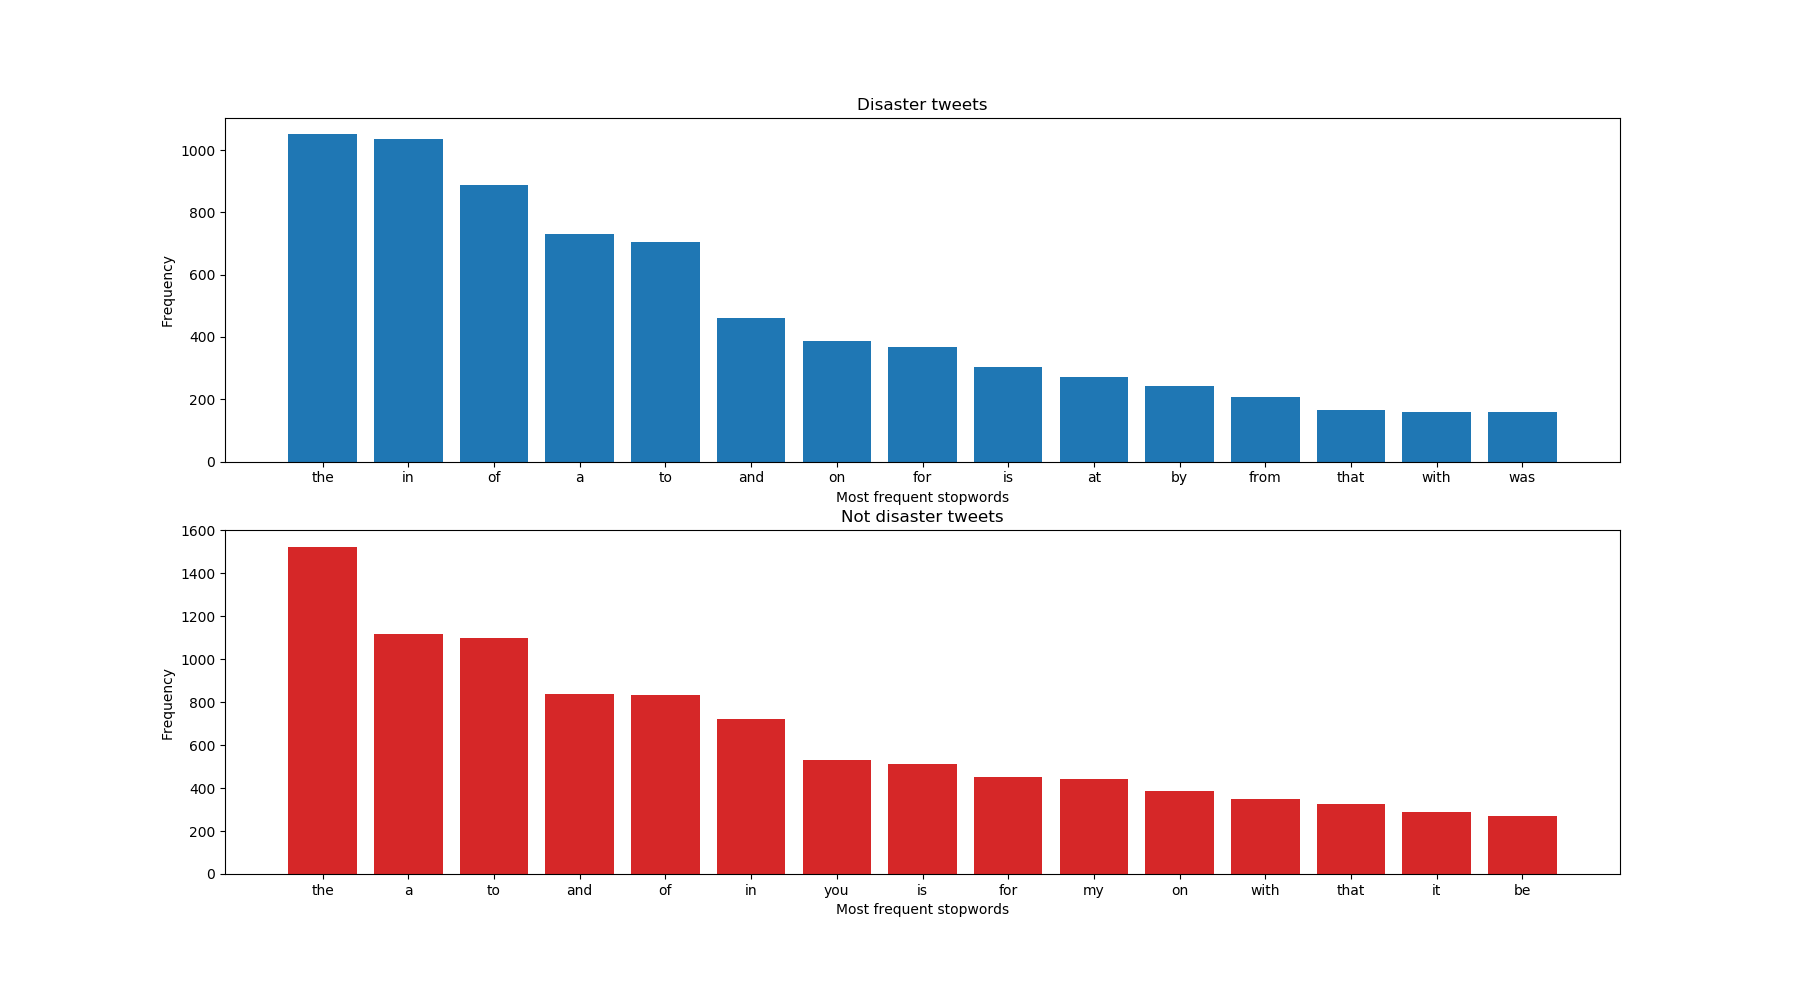 Disaster tweets
1000
800
600
400
200
0
Frequency
the in of a to and on for is at by from that with was
Most frequent stopwords
Not disaster tweets
1600
1400
1200
1000
800
600
400
200
0
Frequency
the a to and of in you is for my on with that it be
Most frequent stopwords